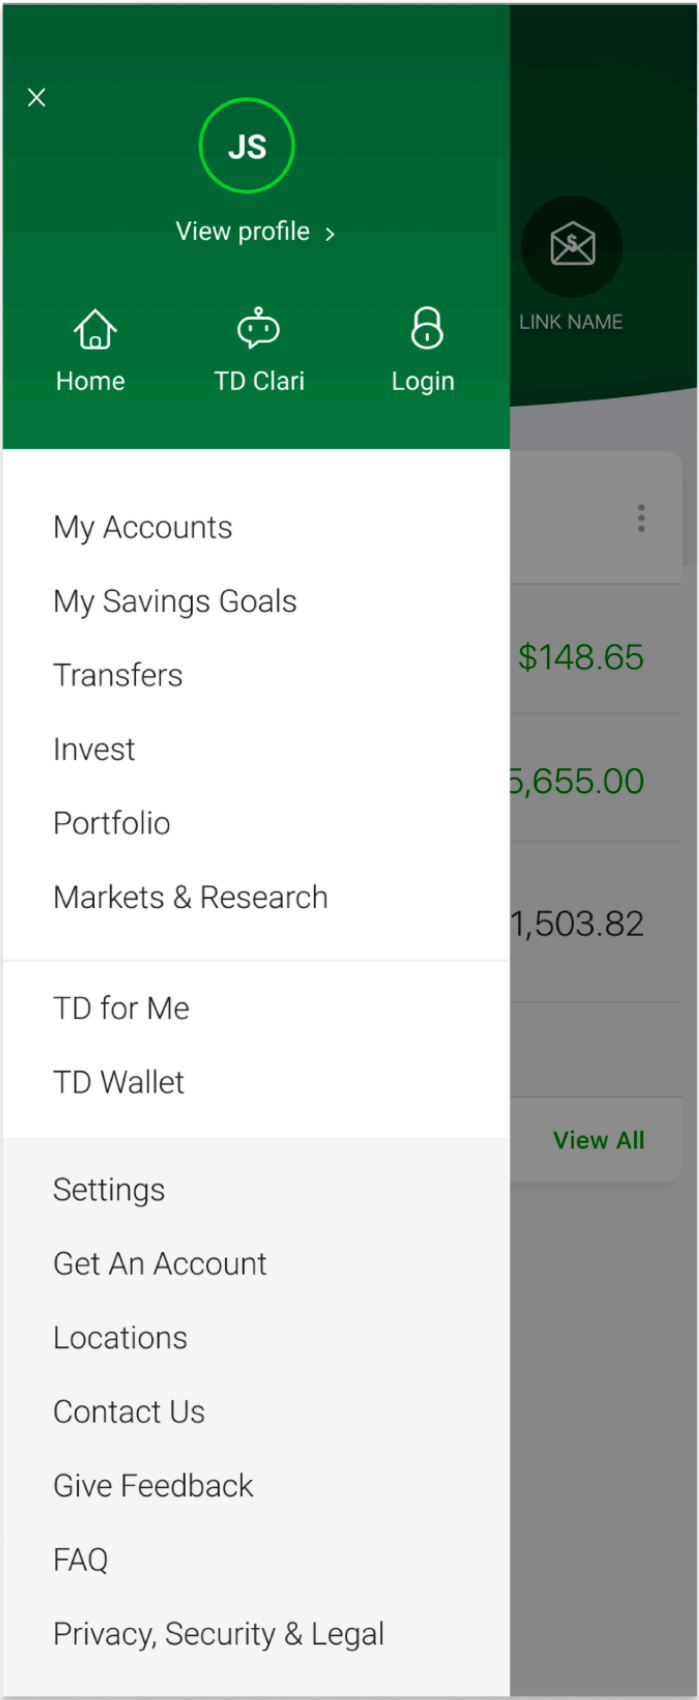 JS
View profile >
Home
TD Clari
Login
LINK NAME
My Accounts
My Savings Goals
Transfers
Invest
Portfolio
Markets & Research
$148.65
5,655.00
1,503.82
TD for Me
TD Wallet
View All
Settings
Get An Account
Locations
Contact Us
Give Feedback
FAQ
Privacy, Security & Legal